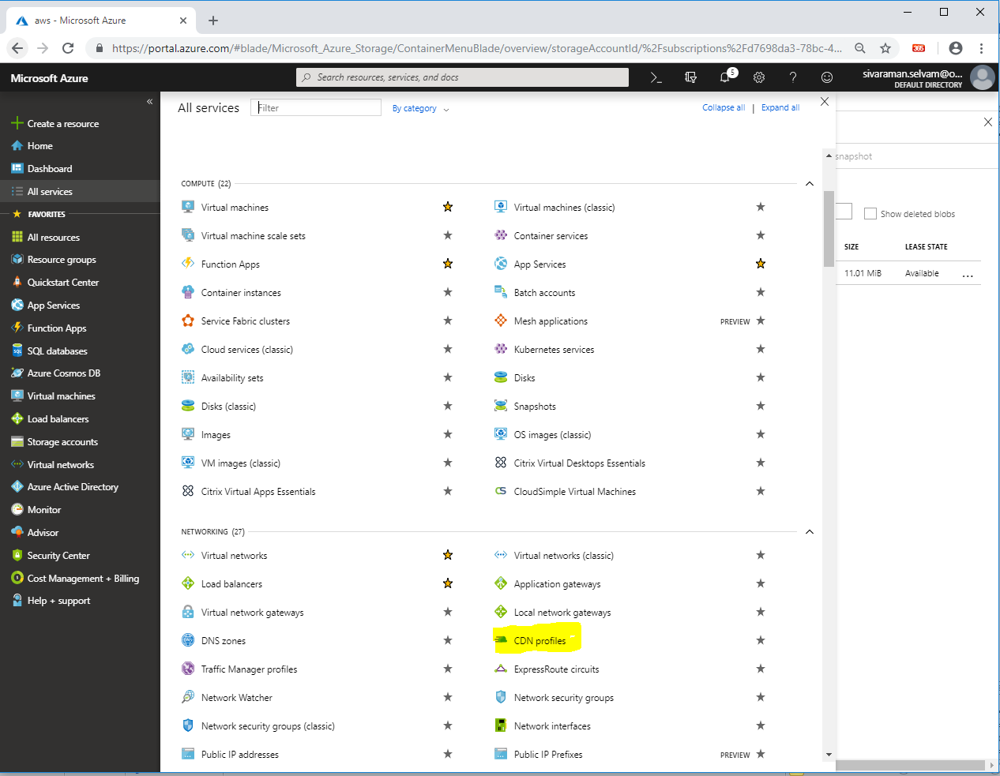 aws - Microsoft Azure
https://portal.azure.com/#blade/Microsoft_Azure_Storage/ContainerMenuBlade/overview/storageAccountId/%2Fsubscriptions%2Fd7698da3-78bc-4...
365
Microsoft Azure
Search resources, services, and docs
5
sivaraman.selvam@o...
DEFAULT DIRECTORY
«
Create a resource
Home
Dashboard
All services
FAVORITES
All resources
Resource groups
Quickstart Center
App Services
Function Apps
SQL databases
Azure Cosmos DB
Virtual machines
Load balancers
Storage accounts
Virtual networks
Azure Active Directory
Monitor
Advisor
Security Center
Cost Management + Billing
Help + support
All services
Filter
By category
Collapse all | Expand all
COMPUTE (22)
Virtual machines
Virtual machines (classic)
Virtual machine scale sets
Container services
Function Apps
App Services
Container instances
Batch accounts
Service Fabric clusters
Mesh applications PREVIEW
Cloud services (classic)
Kubernetes services
Availability sets
Disks
Disks (classic)
Snapshots
Images
OS images (classic)
VM images (classic)
Citrix Virtual Desktops Essentials
Citrix Virtual Apps Essentials
CS CloudSimple Virtual Machines
NETWORKING (27)
Virtual networks
Virtual networks (classic)
Load balancers
Application gateways
Virtual network gateways
Local network gateways
DNS zones
CDN profiles
Traffic Manager profiles
ExpressRoute circuits
Network Watcher
Network security groups
Network security groups (classic)
Network interfaces
Public IP addresses
Public IP Prefixes PREVIEW
snapshot
Show deleted blobs
SIZE LEASE STATE
11.01 MiB Available ...